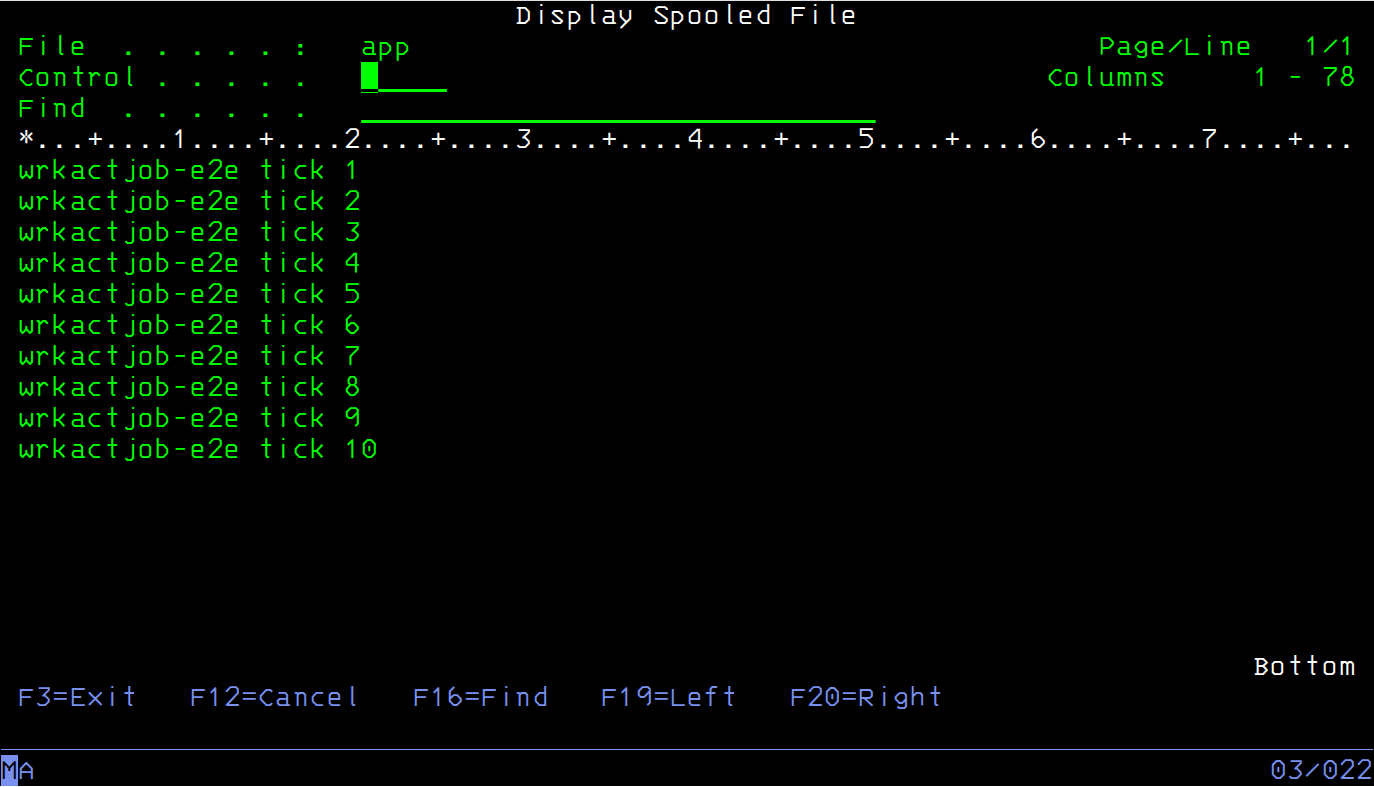 Display Spooled File
File . . . . . : app Page/Line 1/1
Control . . . . . Columns 1 - 78
Find . . . . . .
*...+....1....+....2....+....3....+....4....+....5....+....6....+....7....+...
wrkactjob-e2e tick 1
wrkactjob-e2e tick 2
wrkactjob-e2e tick 3
wrkactjob-e2e tick 4
wrkactjob-e2e tick 5
wrkactjob-e2e tick 6
wrkactjob-e2e tick 7
wrkactjob-e2e tick 8
wrkactjob-e2e tick 9
wrkactjob-e2e tick 10
Bottom
F3=Exit F12=Cancel F16=Find F19=Left F20=Right
MA 03/022